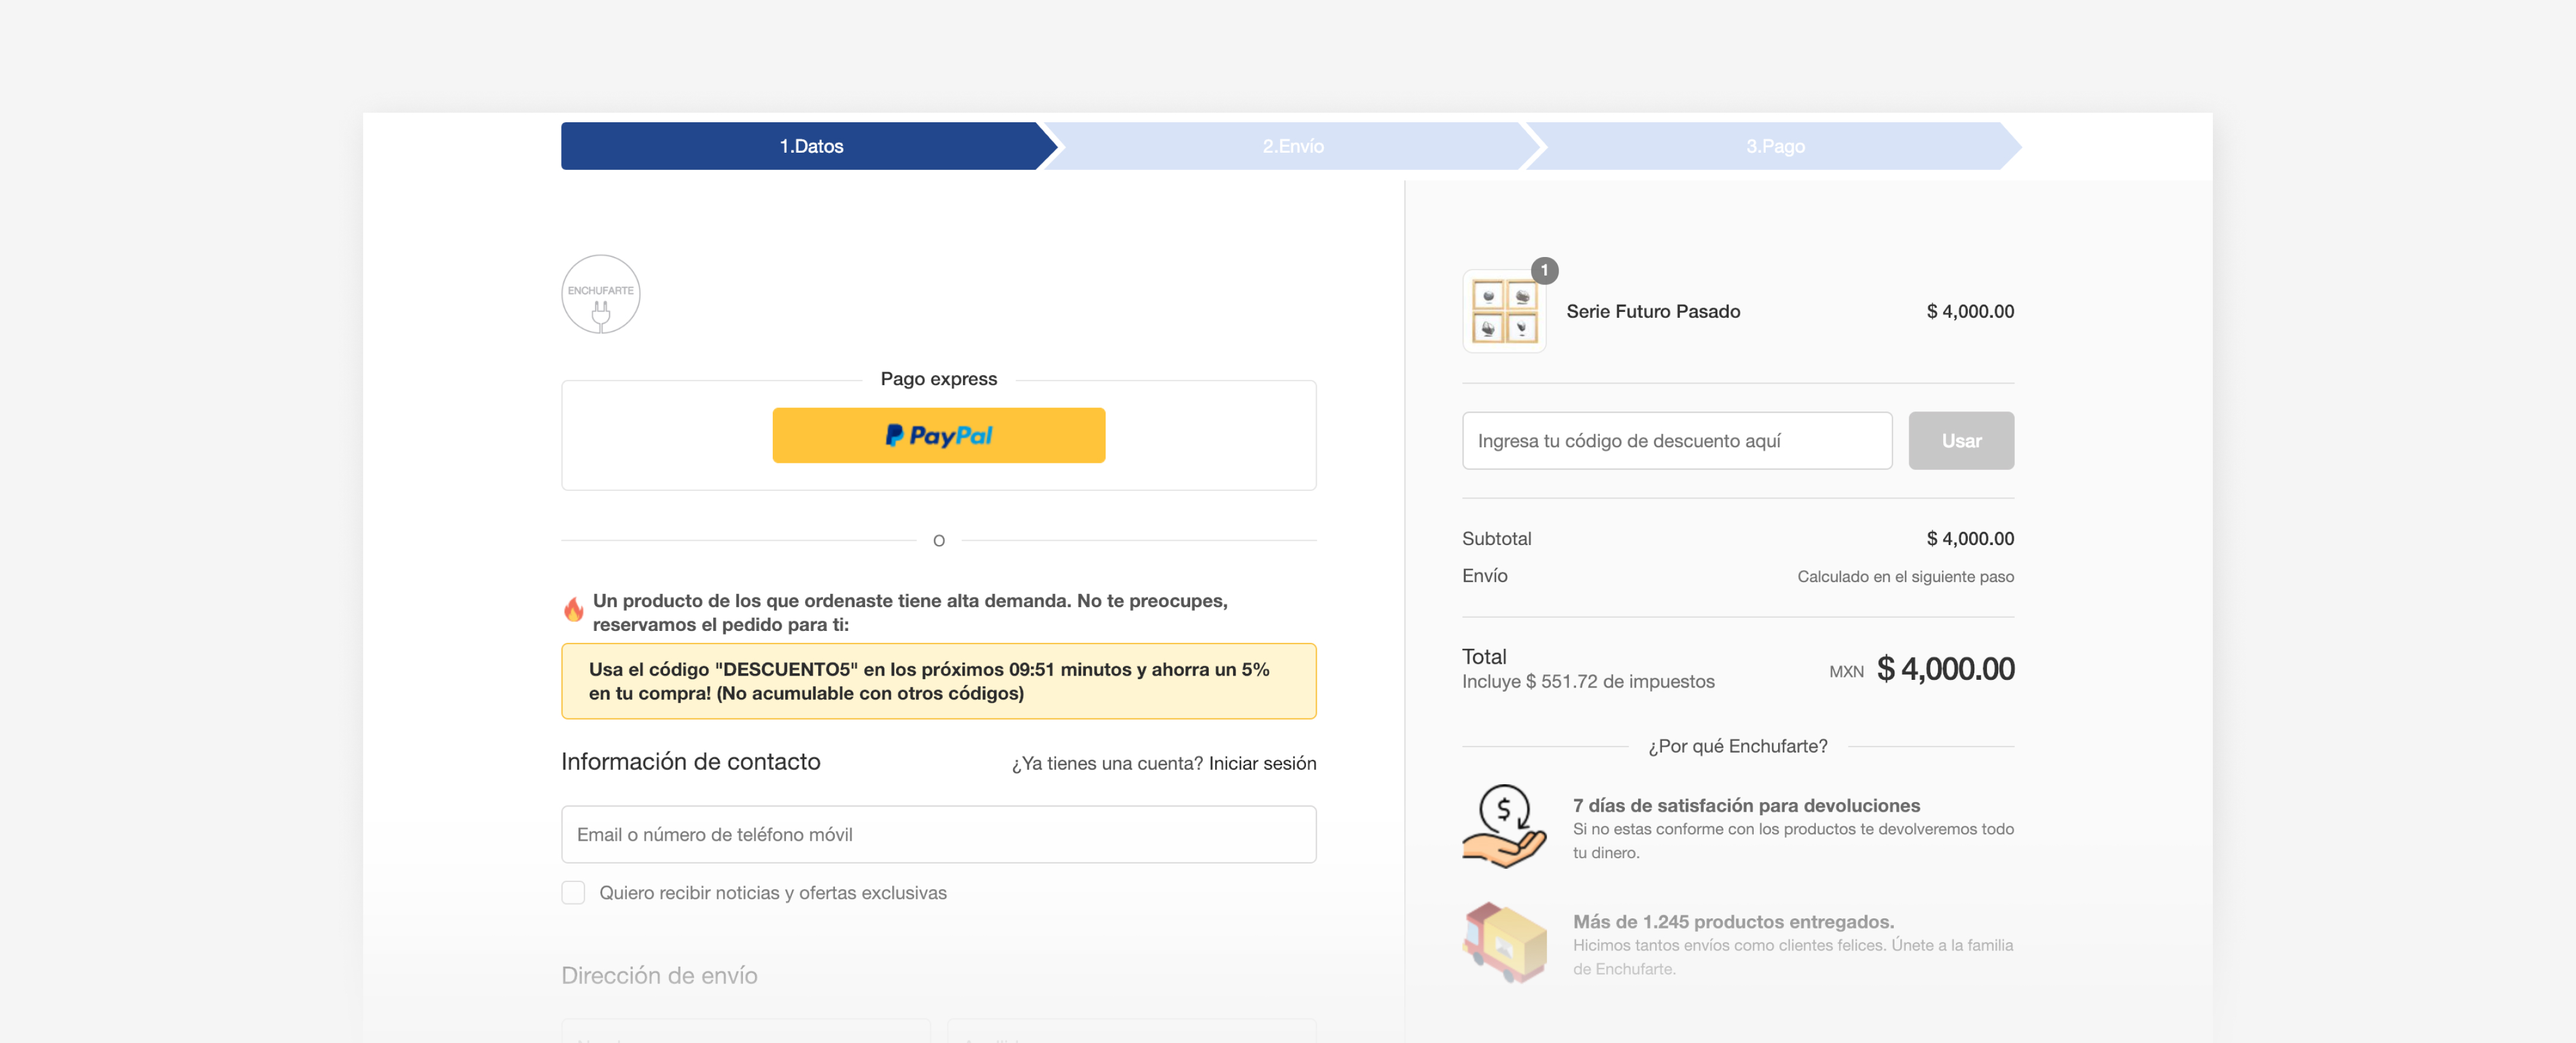 1.Datos
2.Envío
3.Pago
ENCHUFARTE
Pago express
PayPal
O
Un producto de los que ordenaste tiene alta demanda. No te preocupes,
reservamos el pedido para ti:
Usa el código "DESCUENTO5" en los próximos 09:51 minutos y ahorra un 5%
en tu compra! (No acumulable con otros códigos)
Información de contacto
¿Ya tienes una cuenta? Iniciar sesión
Email o número de teléfono móvil
Quiero recibir noticias y ofertas exclusivas
Dirección de envío
1
Serie Futuro Pasado
$ 4,000.00
Ingresa tu código de descuento aquí
Usar
Subtotal
$ 4,000.00
Envío
Calculado en el siguiente paso
Total
Incluye $ 551.72 de impuestos
MXN $ 4,000.00
¿Por qué Enchufarte?
7 días de satisfacción para devoluciones
Si no estas conforme con los productos te devolveremos todo
tu dinero.
Más de 1.245 productos entregados.
Hicimos tantos envíos como clientes felices. Únete a la familia
de Enchufarte.